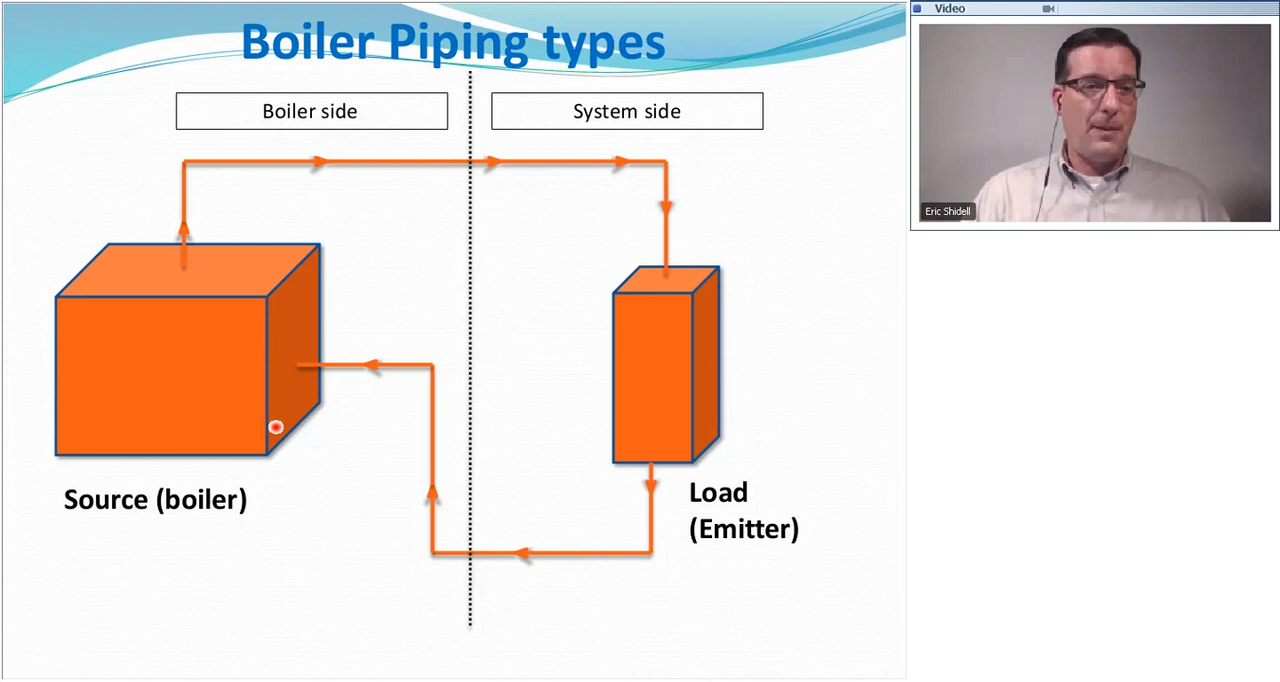 Boiler Piping types
Boiler side
System side
Source (boiler)
Load
(Emitter)
Video
Eric Shidell